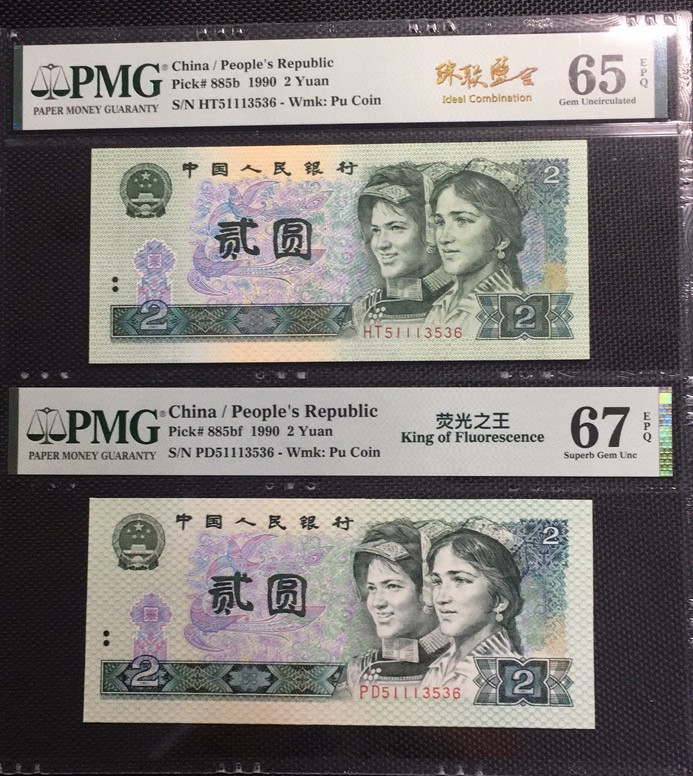 PMG
PAPER MONEY GUARANTY
China / People's Republic
Pick# 885b 1990 2 Yuan
S/N HT51113536 - Wmk: Pu Coin
珠联璧合
Ideal Combination
65
Gem Uncirculated
EPQ
中国人民银行
2
贰圆
2
2
HT51113536
PMG
PAPER MONEY GUARANTY
China / People's Republic
Pick# 885bf 1990 2 Yuan
S/N PD51113536 - Wmk: Pu Coin
荧光之王
King of Fluorescence
67
Superb Gem Unc
EPQ
中国人民银行
2
贰圆
2
2
PD51113536